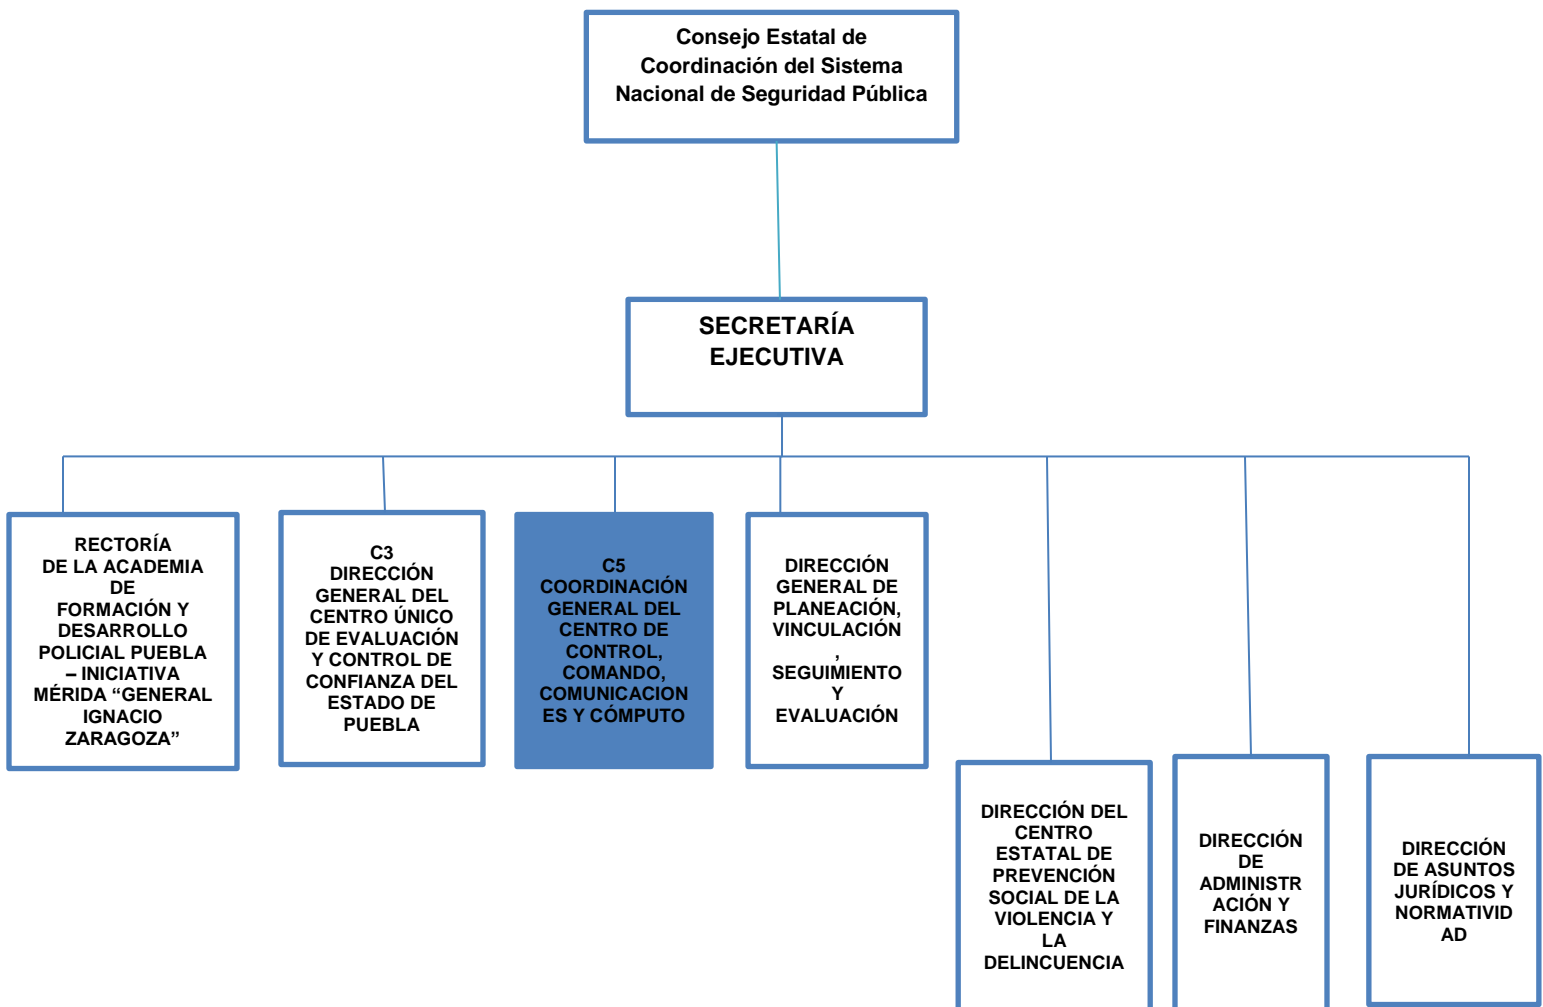 Consejo Estatal de
Coordinación del Sistema
Nacional de Seguridad Pública
SECRETARÍA
EJECUTIVA
RECTORÍA
DE LA ACADEMIA
DE
FORMACIÓN Y
DESARROLLO
POLICIAL PUEBLA
– INICIATIVA
MÉRIDA “GENERAL
IGNACIO
ZARAGOZA”
C3
DIRECCIÓN
GENERAL DEL
CENTRO ÚNICO
DE EVALUACIÓN
Y CONTROL DE
CONFIANZA DEL
ESTADO DE
PUEBLA
C5
COORDINACIÓN
GENERAL DEL
CENTRO DE
CONTROL,
COMANDO,
COMUNICACION
ES Y CÓMPUTO
DIRECCIÓN
GENERAL DE
PLANEACIÓN,
VINCULACIÓN
,
SEGUIMIENTO
Y
EVALUACIÓN
DIRECCIÓN DEL
CENTRO
ESTATAL DE
PREVENCIÓN
SOCIAL DE LA
VIOLENCIA Y
LA
DELINCUENCIA
DIRECCIÓN
DE
ADMINISTR
ACIÓN Y
FINANZAS
DIRECCIÓN
DE ASUNTOS
JURÍDICOS Y
NORMATIVID
AD